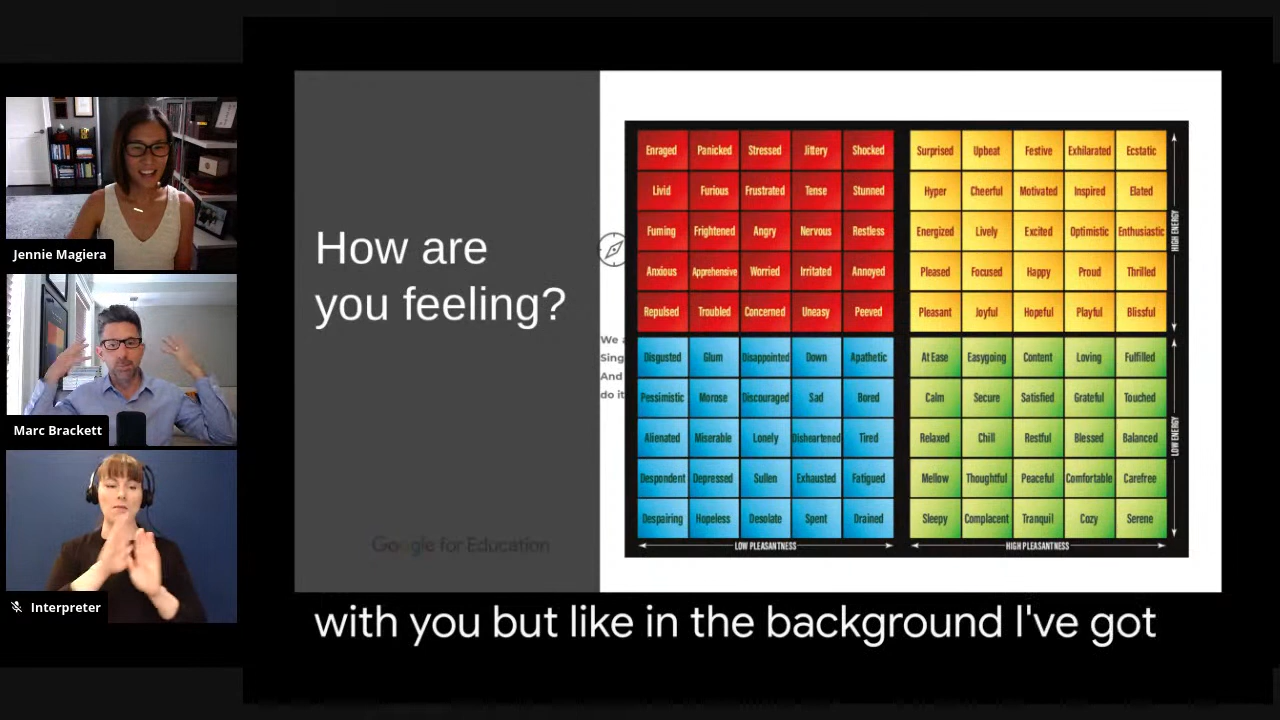 Jennie Magiera
Marc Brackett
Interpreter
How are
you feeling?
Google for Education
We a
Sing
And
do it
Enraged Panicked Stressed Jittery Shocked
Livid Furious Frustrated Tense Stunned
Fuming Frightened Angry Nervous Restless
Anxious Apprehensive Worried Irritated Annoyed
Repulsed Troubled Concerned Uneasy Peeved
Disgusted Glum Disappointed Down Apathetic
Pessimistic Morose Discouraged Sad Bored
Alienated Miserable Lonely Disheartened Tired
Despondent Depressed Sullen Exhausted Fatigued
Despairing Hopeless Desolate Spent Drained
LOW PLEASANTNESS
Surprised Upbeat Festive Exhilarated Ecstatic
Hyper Cheerful Motivated Inspired Elated
Energized Lively Excited Optimistic Enthusiastic
Pleased Focused Happy Proud Thrilled
Pleasant Joyful Hopeful Playful Blissful
At Ease Easygoing Content Loving Fulfilled
Calm Secure Satisfied Grateful Touched
Relaxed Chill Restful Blessed Balanced
Mellow Thoughtful Peaceful Comfortable Carefree
Sleepy Complacent Tranquil Cozy Serene
HIGH PLEASANTNESS
HIGH ENERGY
LOW ENERGY
with you but like in the background I've got